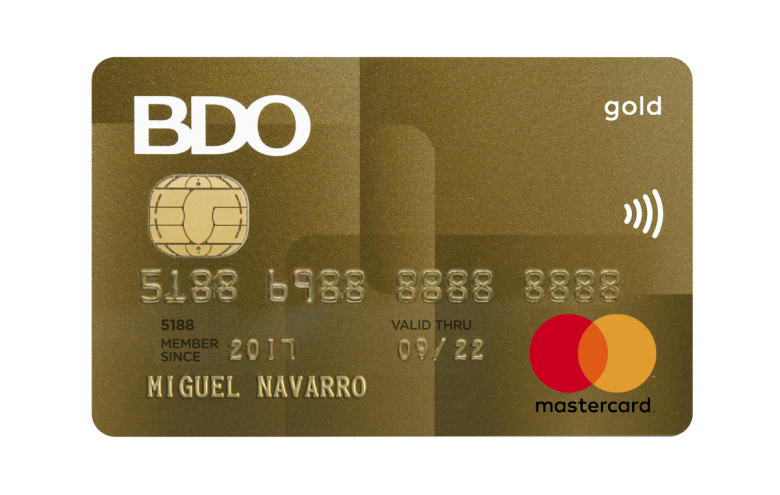 BDO
gold
5188 6988 8888 8888
5188
VALID THRU
MEMBER
SINCE 2017 09/22
MIGUEL NAVARRO
mastercard.